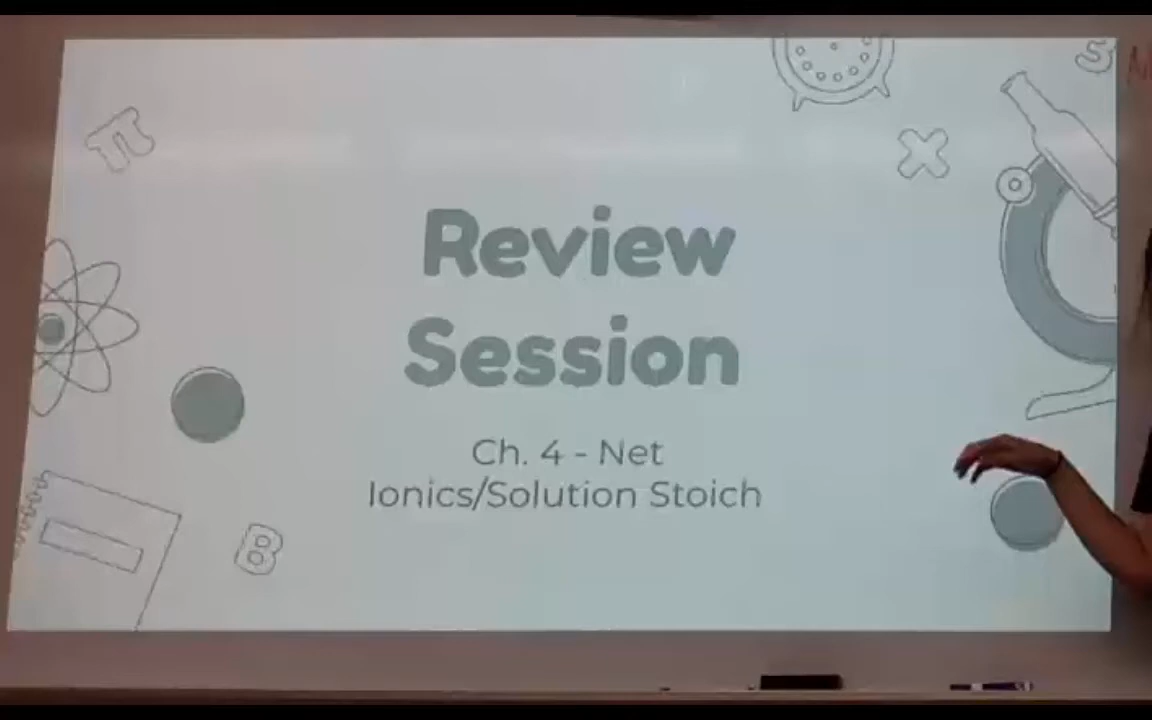 Review
Session
Ch. 4 - Net
Ionics/Solution Stoich
π
S
X
B